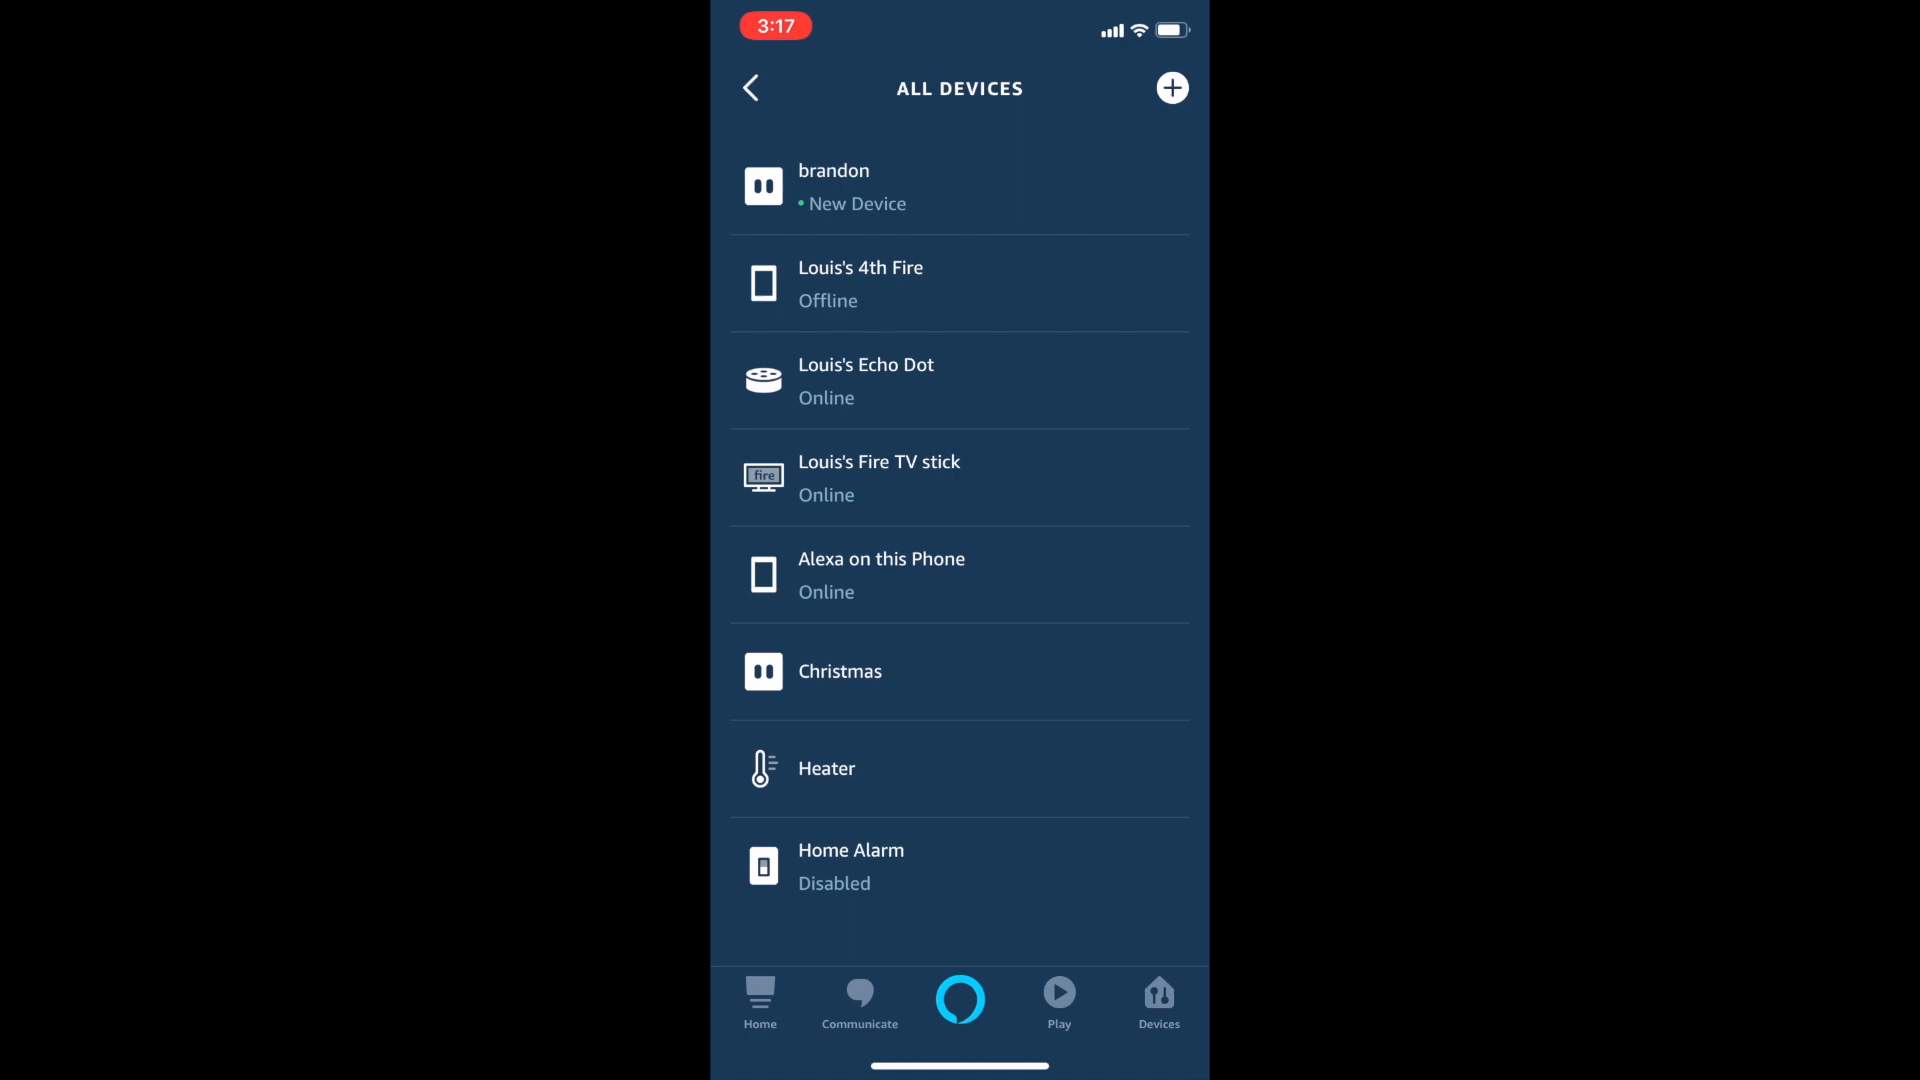 3:17
ALL DEVICES
brandon
• New Device
Louis's 4th Fire
Offline
Louis's Echo Dot
Online
fire
Louis's Fire TV stick
Online
Alexa on this Phone
Online
Christmas
Heater
Home Alarm
Disabled
Home
Communicate
Play
Devices